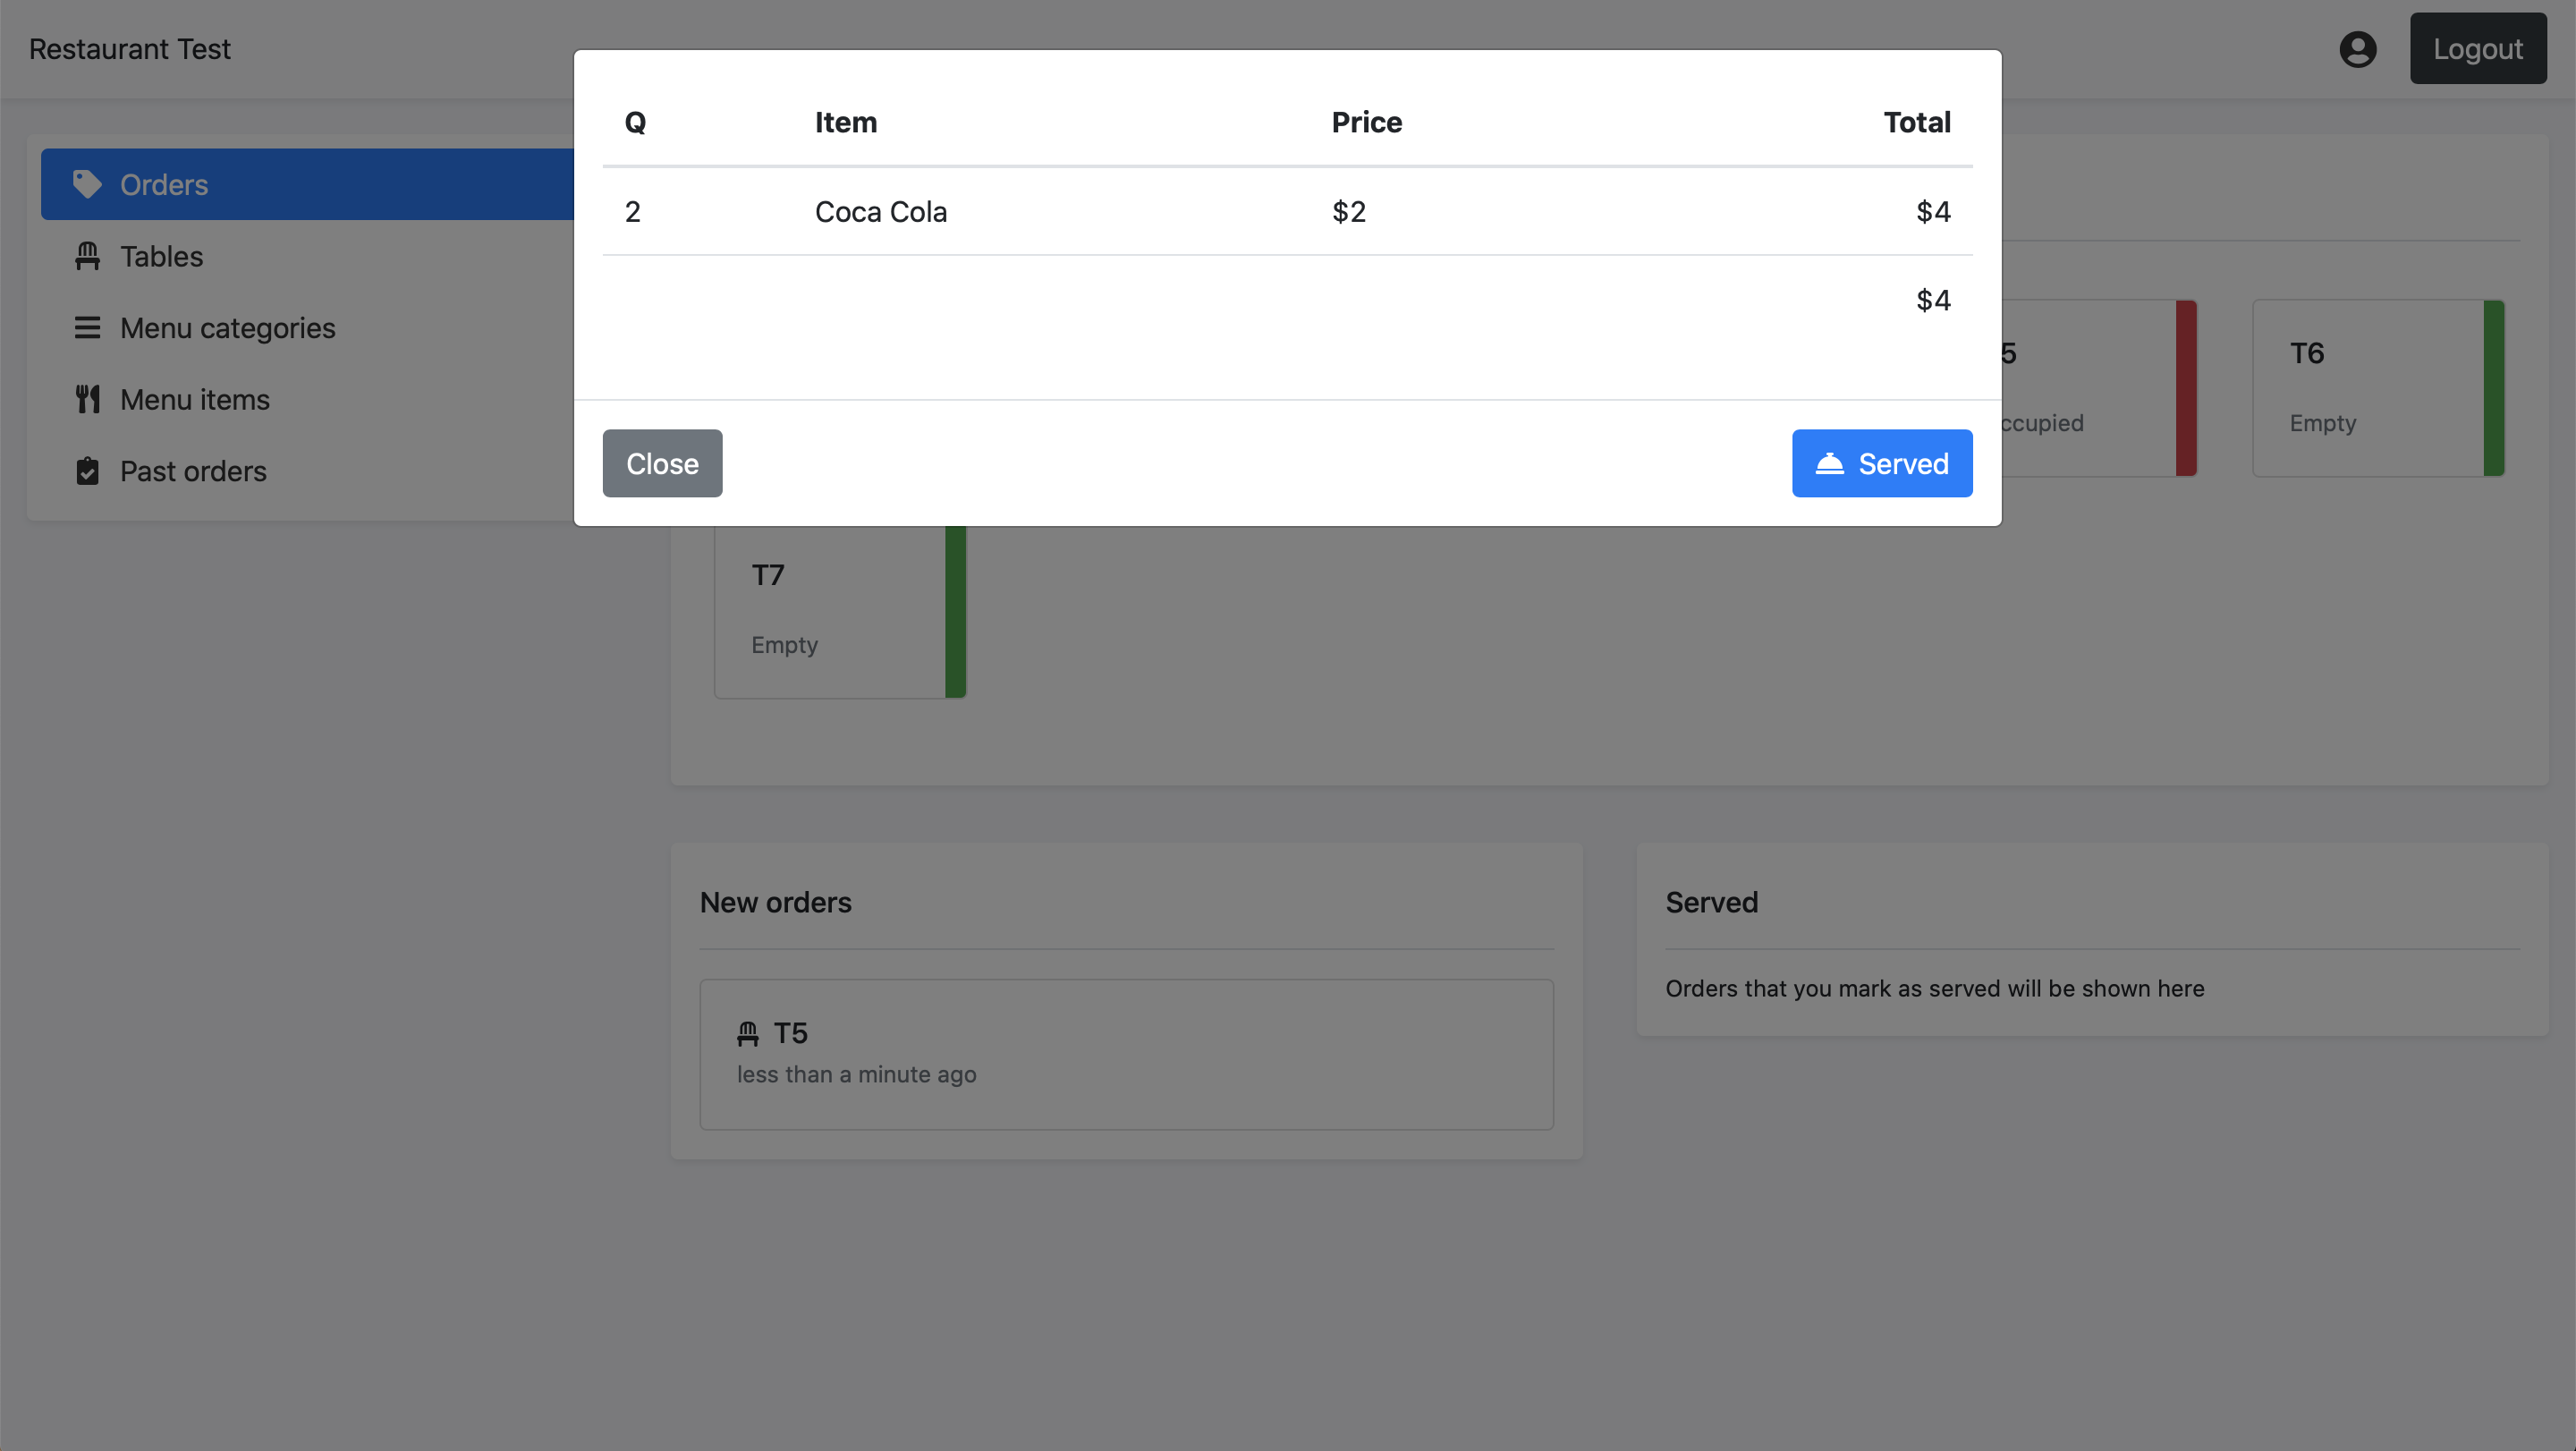 Restaurant Test
Logout
Orders
Tables
Menu categories
Menu items
Past orders
Q Item Price Total
2 Coca Cola $2 $4
$4
Close
Served
5
ccupied
T6
Empty
T7
Empty
New orders
T5
less than a minute ago
Served
Orders that you mark as served will be shown here